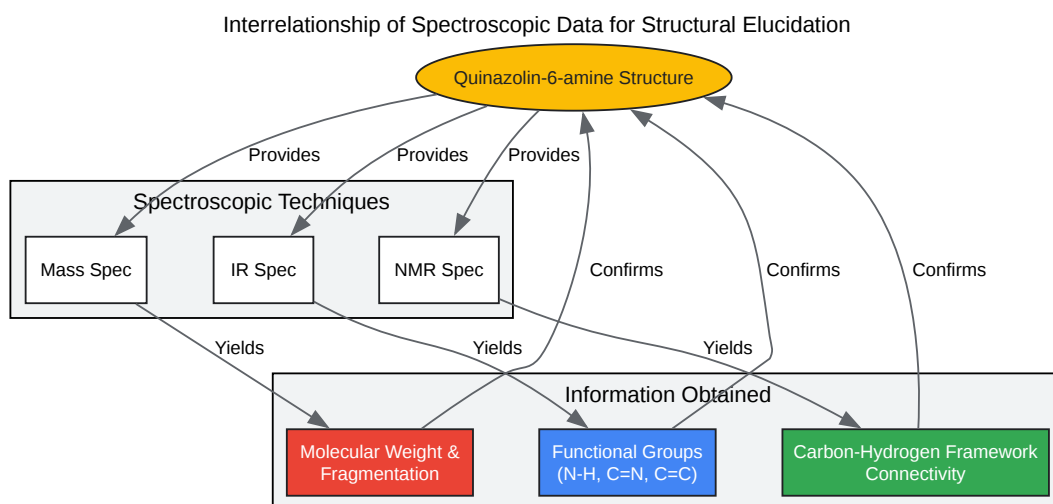 Interrelationship of Spectroscopic Data for Structural Elucidation
Quinazolin-6-amine Structure
Provides
Provides
Provides
Spectroscopic Techniques
Mass Spec
IR Spec
NMR Spec
Confirms
Confirms
Confirms
Yields
Yields
Yields
Information Obtained
Molecular Weight &
Fragmentation
Functional Groups
(N-H, C=N, C=C)
Carbon-Hydrogen Framework
Connectivity